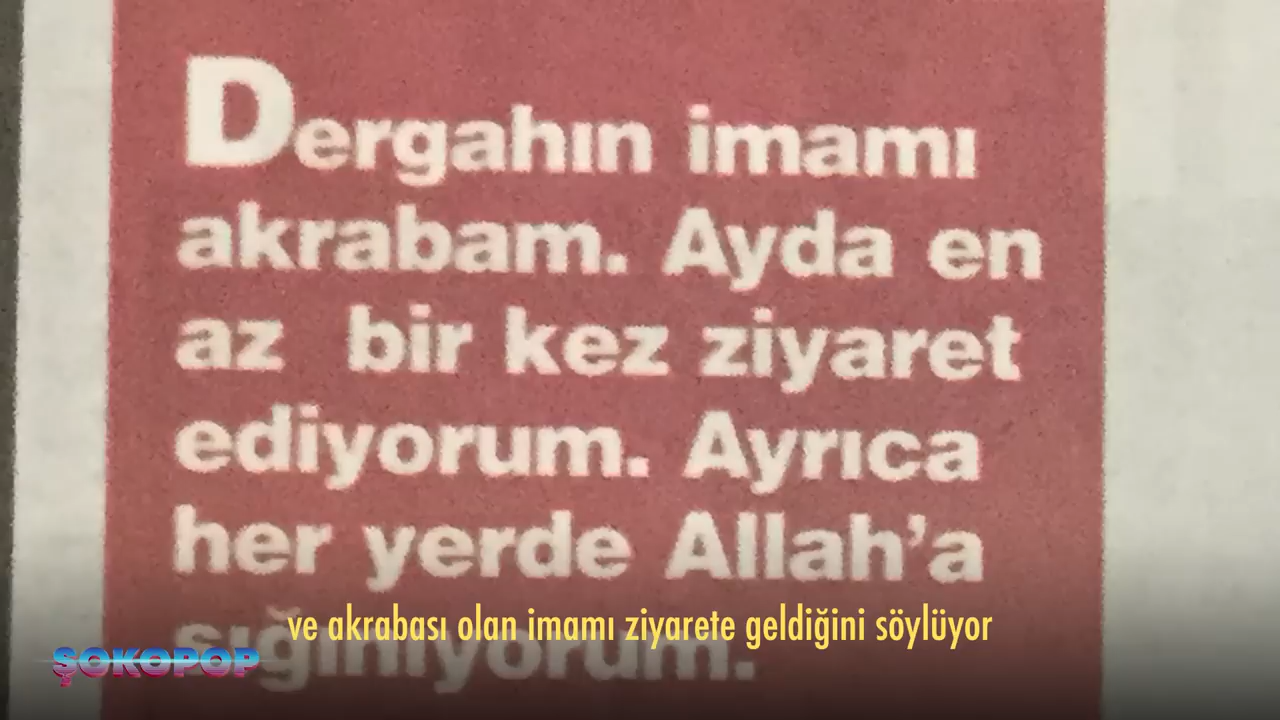 Dergahın imamı
akrabam. Ayda en
az bir kez ziyaret
ediyorum. Ayrıca
her yerde Allah'a
sığınıyorum.
ve akrabası olan imamı ziyarete geldiğini söylüyor
ŞOKOPOP